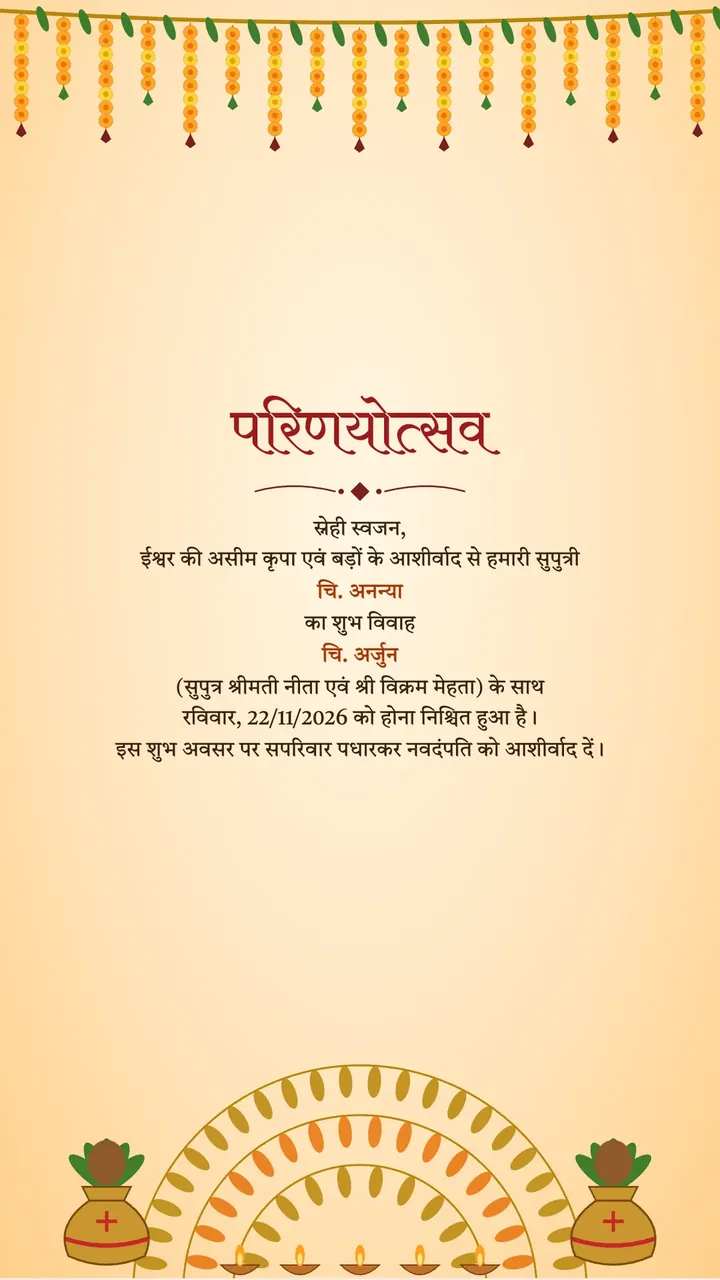 परिणयोत्सव
स्नेही स्वजन,
ईश्वर की असीम कृपा एवं बड़ों के आशीर्वाद से हमारी सुपुत्री
चि. अनन्या
का शुभ विवाह
चि. अर्जुन
(सुपुत्र श्रीमती नीता एवं श्री विक्रम मेहता) के साथ
रविवार, 22/11/2026 को होना निश्चित हुआ है।
इस शुभ अवसर पर सपरिवार पधारकर नवदंपति को आशीर्वाद दें।